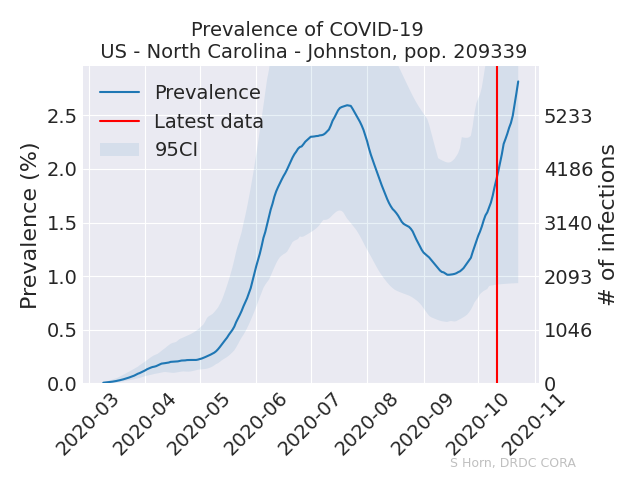 Prevalence of COVID-19
US - North Carolina - Johnston, pop. 209339
Prevalence
Latest data
95CI
Prevalence (%)
2.5
2.0
1.5
1.0
0.5
0.0
5233
4186
3140
2093
1046
0
# of infections
2020-03
2020-04
2020-05
2020-06
2020-07
2020-08
2020-09
2020-10
2020-11
S Horn, DRDC CORA